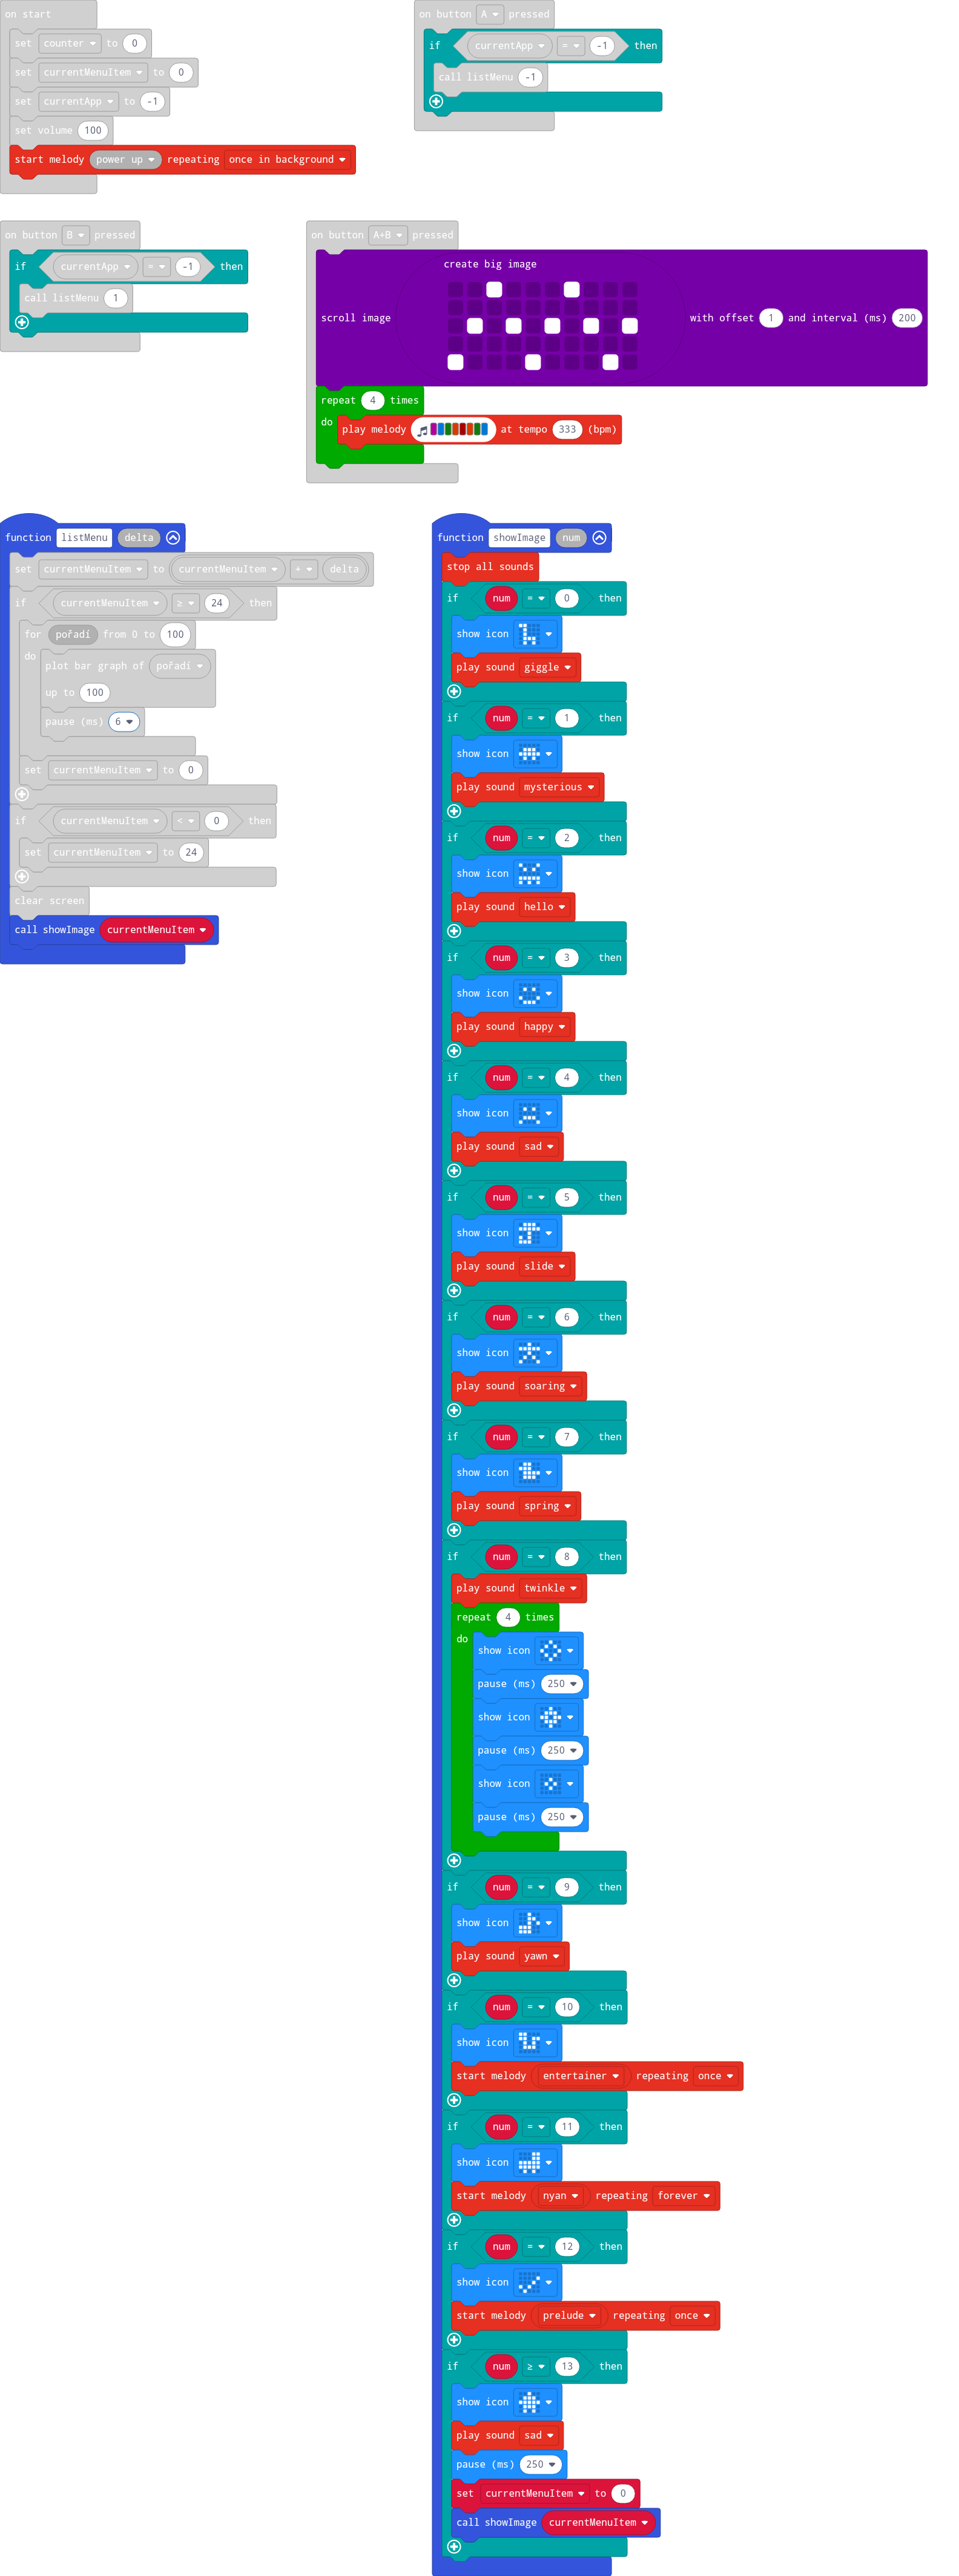 on start
set counter to 0
set currentMenuItem to 0
set currentApp to -1
set volume 100
start melody power up repeating once in background
on button A pressed
if currentApp = -1 then
call listMenu -1
on button B pressed
if currentApp = -1 then
call listMenu 1
on button A+B pressed
create big image
scroll image with offset 1 and interval (ms) 200
repeat 4 times
do
play melody at tempo 333 (bpm)
function listMenu delta
set currentMenuItem to currentMenuItem + delta
if currentMenuItem ≥ 24 then
for pořadí from 0 to 100
do
plot bar graph of pořadí
up to 100
pause (ms) 6
set currentMenuItem to 0
if currentMenuItem < 0 then
set currentMenuItem to 24
clear screen
call showImage currentMenuItem
function showImage num
stop all sounds
if num = 0 then
show icon
play sound giggle
if num = 1 then
show icon
play sound mysterious
if num = 2 then
show icon
play sound hello
if num = 3 then
show icon
play sound happy
if num = 4 then
show icon
play sound sad
if num = 5 then
show icon
play sound slide
if num = 6 then
show icon
play sound soaring
if num = 7 then
show icon
play sound spring
if num = 8 then
play sound twinkle
repeat 4 times
do
show icon
pause (ms) 250
show icon
pause (ms) 250
show icon
pause (ms) 250
if num = 9 then
show icon
play sound yawn
if num = 10 then
show icon
start melody entertainer repeating once
if num = 11 then
show icon
start melody nyan repeating forever
if num = 12 then
show icon
start melody prelude repeating once
if num ≥ 13 then
show icon
play sound sad
pause (ms) 250
set currentMenuItem to 0
call showImage currentMenuItem